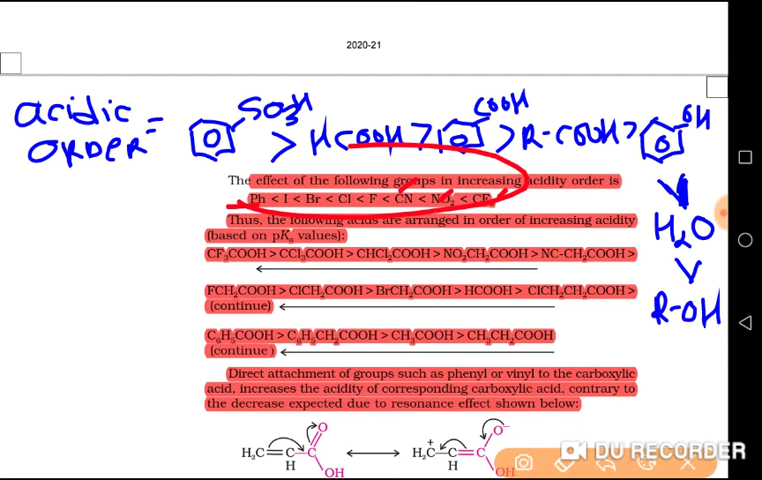 2020-21
acidic ORDER = SO3H > HCOOH > COOH > R-COOH > OH
> H2O
> R-OH
The effect of the following groups in increasing acidity order is
Ph < I < Br < Cl < F < CN < NO2 < CF3
Thus, the following acids are arranged in order of increasing acidity
(based on pKa values):
CF3COOH > CCl3COOH > CHCl2COOH > NO2CH2COOH > NC-CH2COOH >
FCH2COOH > ClCH2COOH > BrCH2COOH > HCOOH > ClCH2CH2COOH >
(continue)
C6H5COOH > C6H5CH2COOH > CH3COOH > CH3CH2COOH
(continue )
Direct attachment of groups such as phenyl or vinyl to the carboxylic
acid, increases the acidity of corresponding carboxylic acid, contrary to
the decrease expected due to resonance effect shown below:
H2C=C-C O H OH
H2C+-C=C O- H OH
DU RECORDER